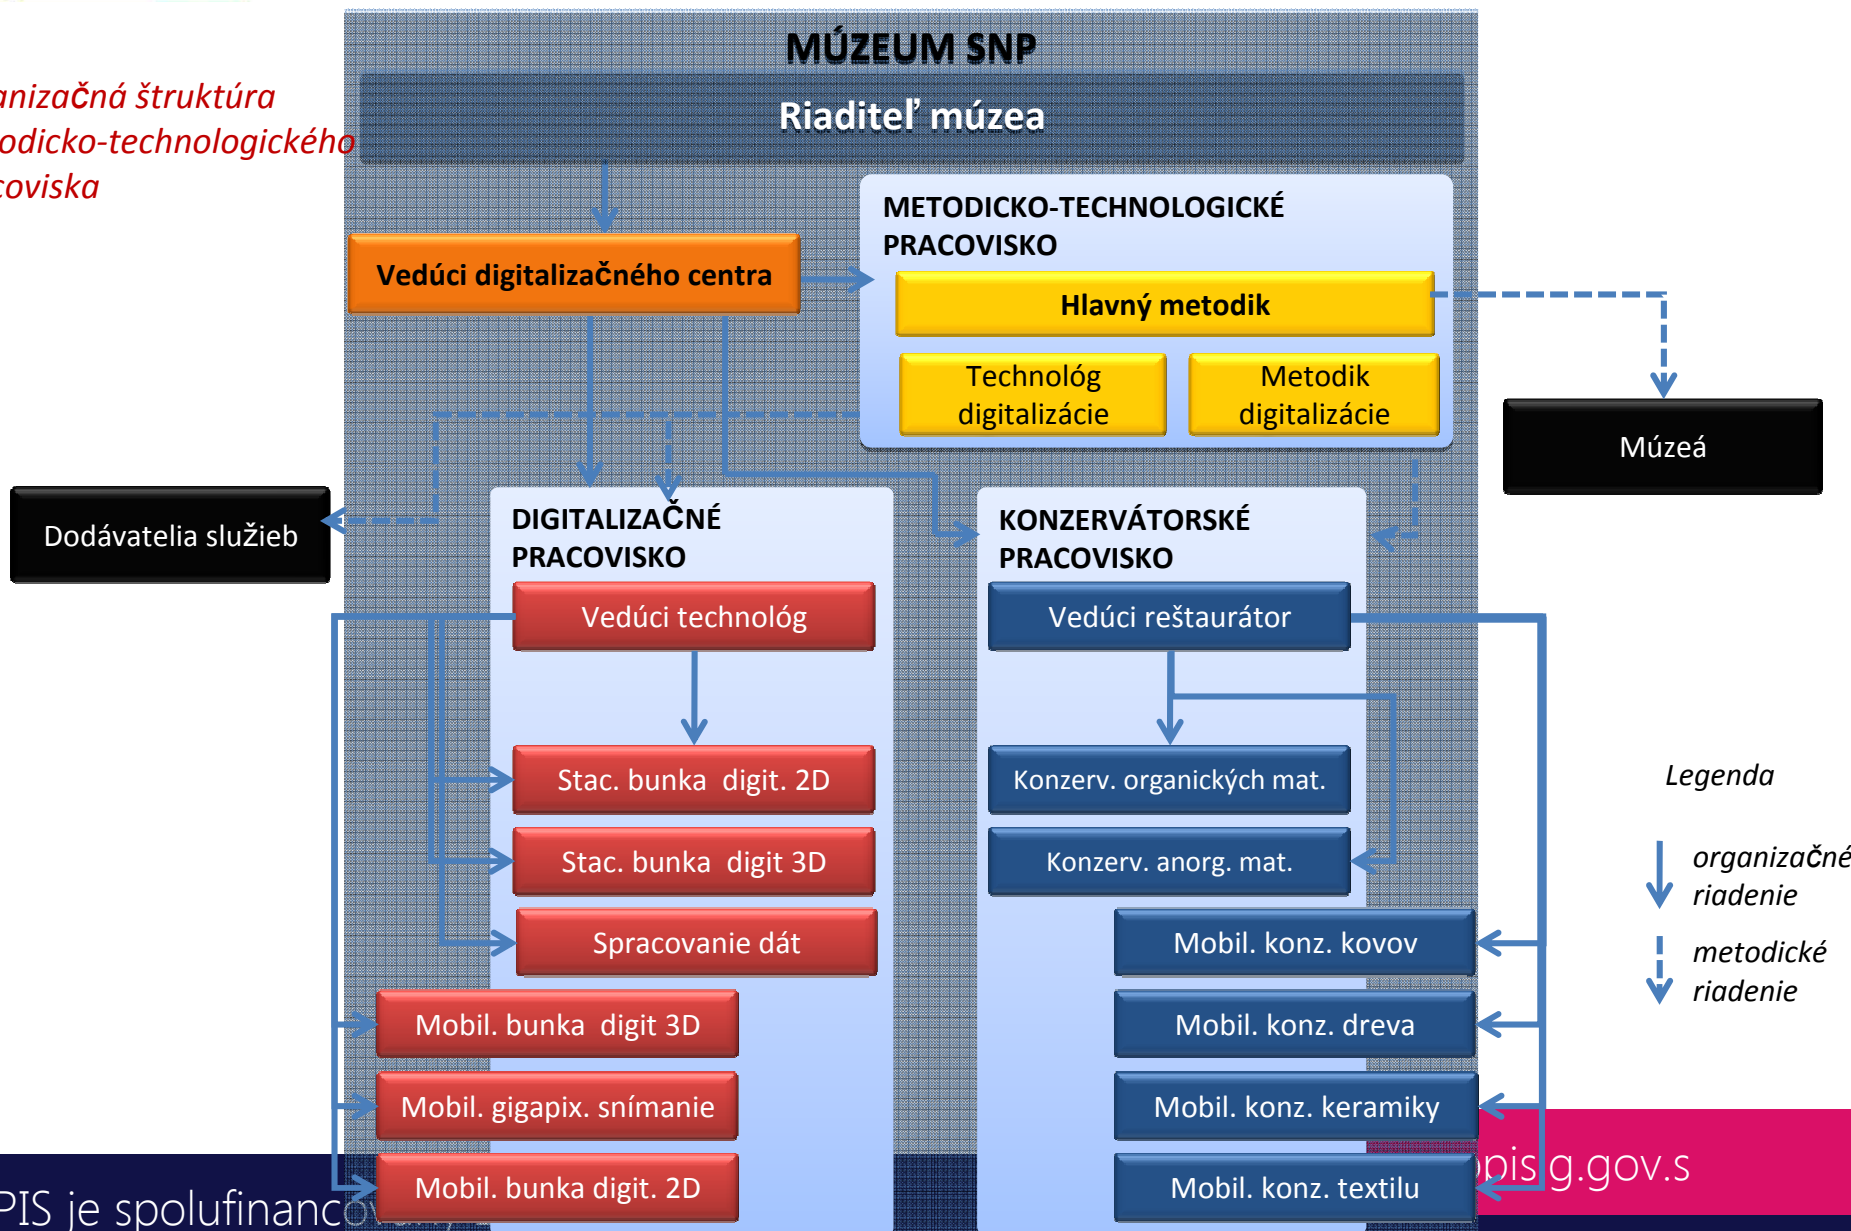 MÚZEUM SNP
Riaditeľ múzea
anizačná štruktúra
odicko-technologického
coviska
METODICKO-TECHNOLOGICKÉ
PRACOVISKO
Vedúci digitalizačného centra
Hlavný metodik
Technológ
digitalizácie
Metodik
digitalizácie
Múzeá
Dodávatelia služieb
DIGITALIZAČNÉ
PRACOVISKO
KONZERVÁTORSKÉ
PRACOVISKO
Vedúci technológ
Vedúci reštaurátor
Stac. bunka digit. 2D
Konzerv. organických mat.
Stac. bunka digit 3D
Konzerv. anorg. mat.
Spracovanie dát
Mobil. konz. kovov
Mobil. bunka digit 3D
Mobil. konz. dreva
Mobil. gigapix. snímanie
Mobil. konz. keramiky
Mobil. bunka digit. 2D
Mobil. konz. textilu
Legenda
organizačné
riadenie
metodické
riadenie
PIS je spolufinanco
opis g.gov.s